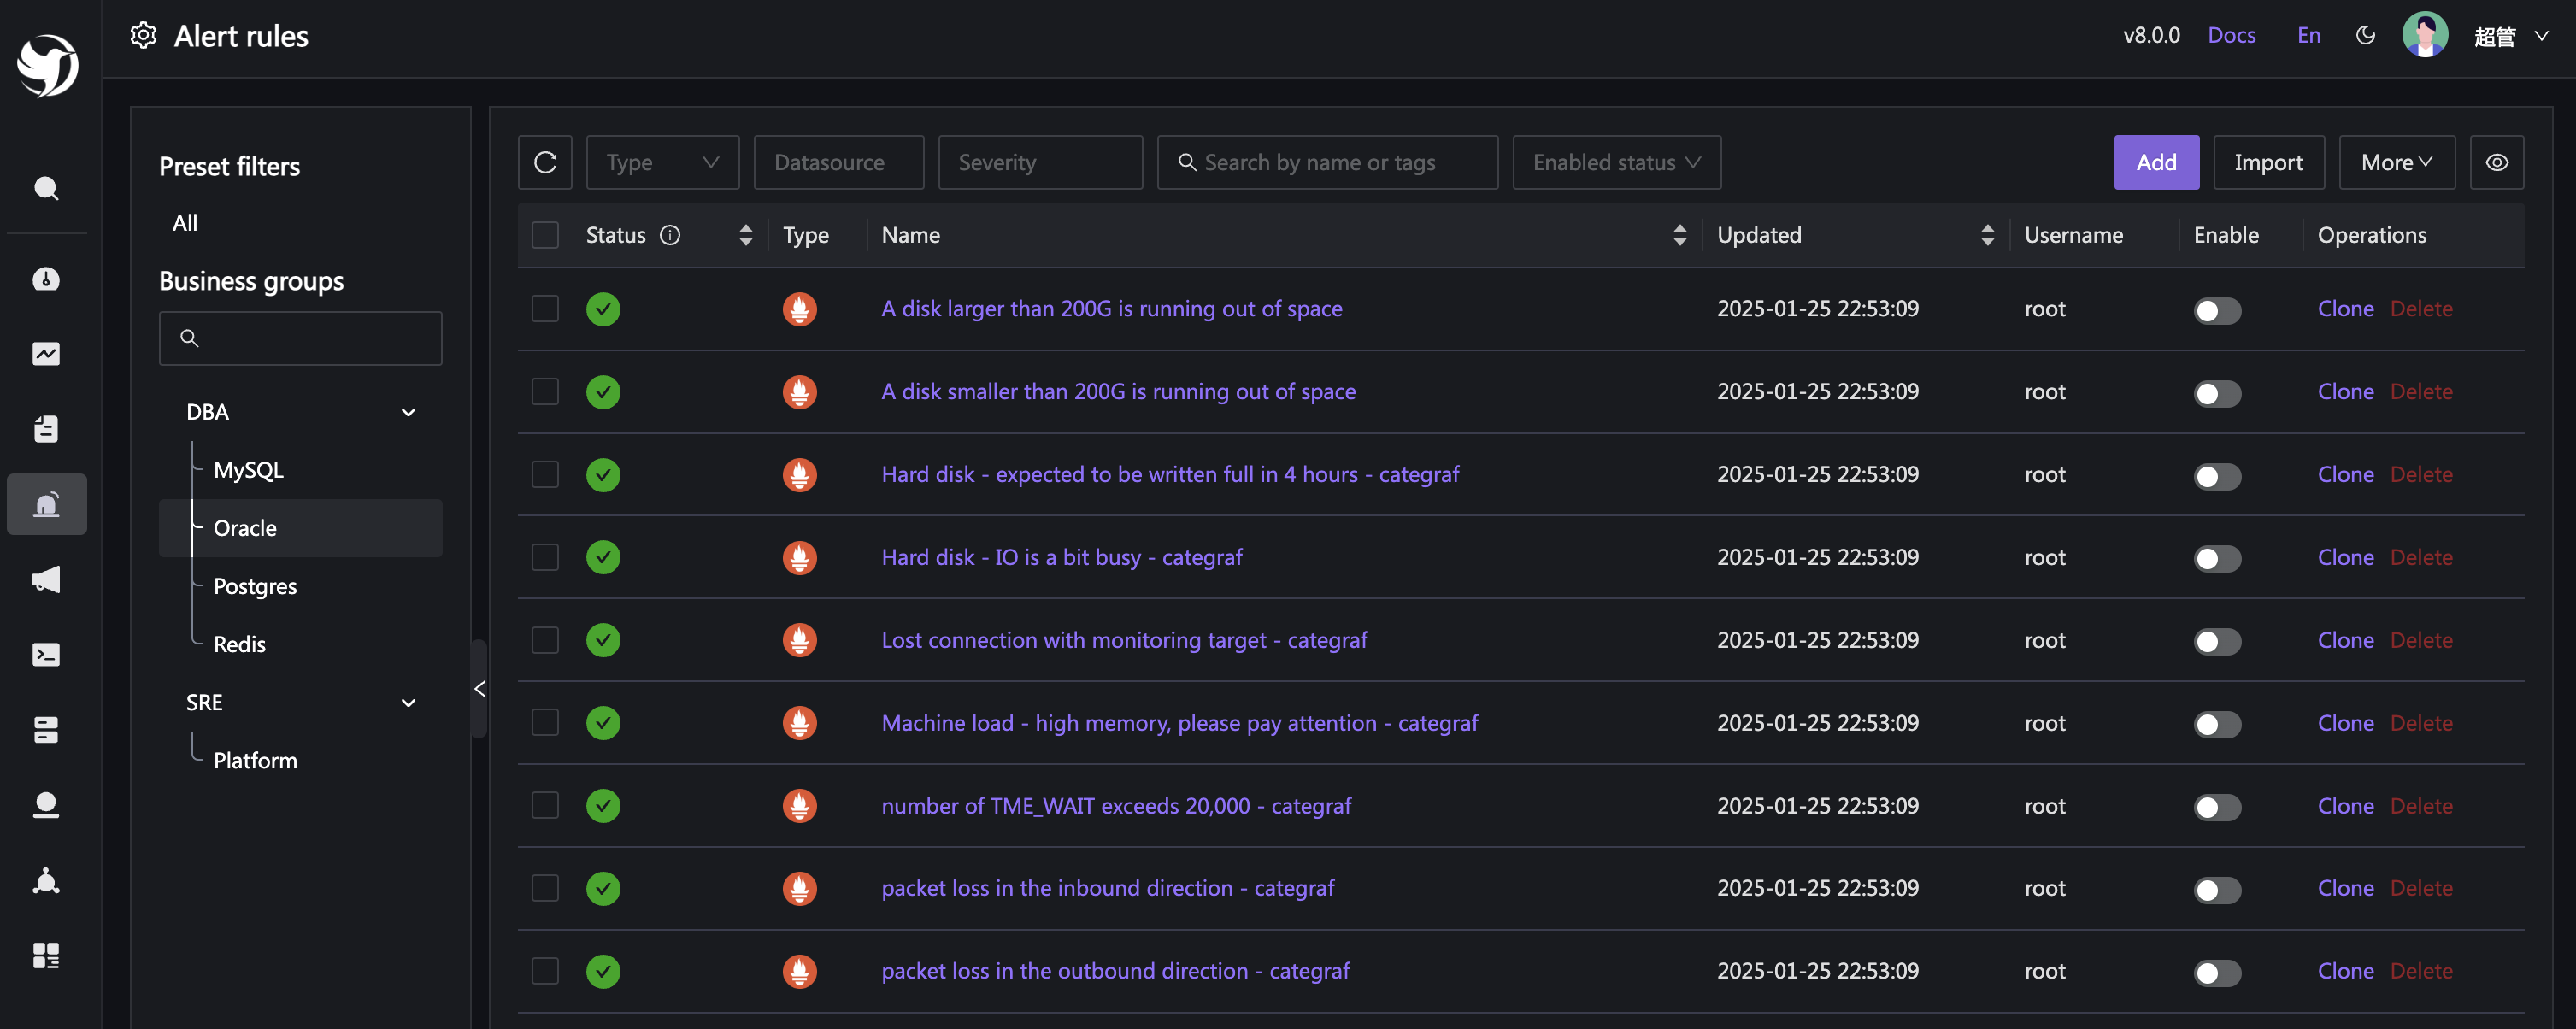 Alert rules
v8.0.0 Docs En 超管
Preset filters
All
Business groups
DBA
MySQL
Oracle
Postgres
Redis
SRE
Platform
Type Datasource Severity Search by name or tags Enabled status Add Import More
Status Type Name Updated Username Enable Operations
A disk larger than 200G is running out of space 2025-01-25 22:53:09 root Clone Delete
A disk smaller than 200G is running out of space 2025-01-25 22:53:09 root Clone Delete
Hard disk - expected to be written full in 4 hours - categraf 2025-01-25 22:53:09 root Clone Delete
Hard disk - IO is a bit busy - categraf 2025-01-25 22:53:09 root Clone Delete
Lost connection with monitoring target - categraf 2025-01-25 22:53:09 root Clone Delete
Machine load - high memory, please pay attention - categraf 2025-01-25 22:53:09 root Clone Delete
number of TME_WAIT exceeds 20,000 - categraf 2025-01-25 22:53:09 root Clone Delete
packet loss in the inbound direction - categraf 2025-01-25 22:53:09 root Clone Delete
packet loss in the outbound direction - categraf 2025-01-25 22:53:09 root Clone Delete